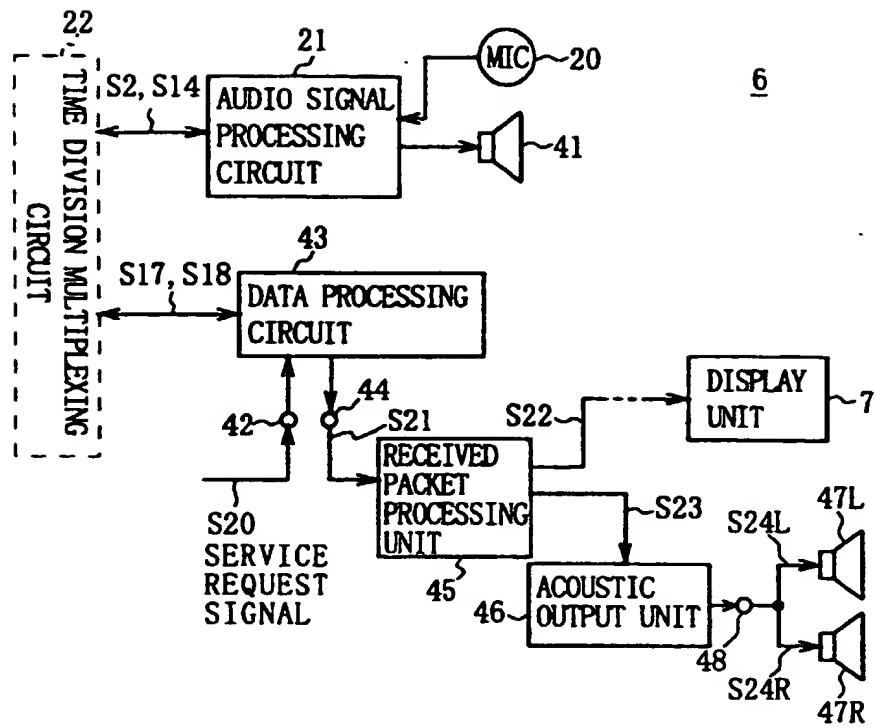 22
21
MIC
20
6
S2, S14
AUDIO SIGNAL
PROCESSING
CIRCUIT
41
TIME DIVISION MULTIPLEXING
CIRCUIT
43
S17, S18
DATA PROCESSING
CIRCUIT
42
44
S21
S22
DISPLAY
UNIT
7
RECEIVED
PACKET
PROCESSING
UNIT
S20
SERVICE
REQUEST
SIGNAL
S23
45
47L
S24L
46
ACOUSTIC
OUTPUT UNIT
48
S24R
47R